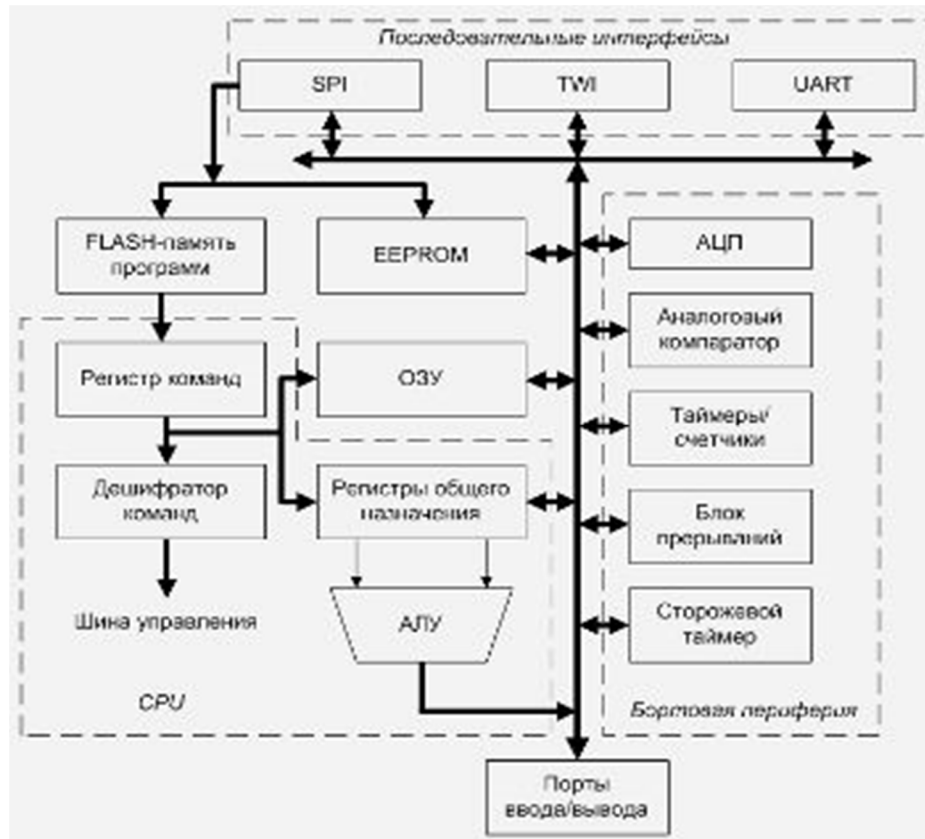 Последовательные интерфейсы
SPI
TWI
UART
FLASH-память
программ
EEPROM
АЦП
Аналоговый
компаратор
Регистр команд
ОЗУ
Таймеры/
счетчики
Дешифратор
команд
Регистры общего
назначения
Блок
прерываний
Шина управления
АЛУ
Сторожевой
таймер
CPU
Бортовая периферия
Порты
ввода/вывода